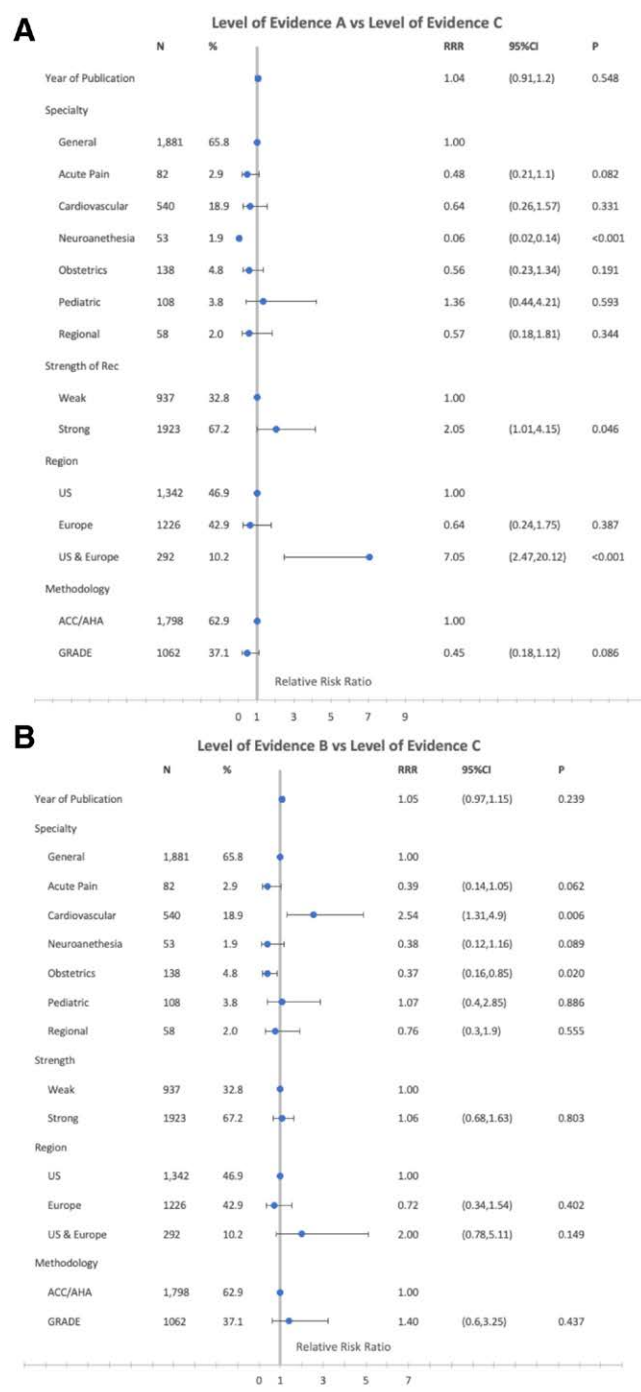 A
Level of Evidence A vs Level of Evidence C
N % RRR 95%CI P
Year of Publication 1.04 (0.91,1.2) 0.548
Specialty
General 1,881 65.8 1.00
Acute Pain 82 2.9 0.48 (0.21,1.1) 0.082
Cardiovascular 540 18.9 0.64 (0.26,1.57) 0.331
Neuroanethesia 53 1.9 0.06 (0.02,0.14) <0.001
Obstetrics 138 4.8 0.56 (0.23,1.34) 0.191
Pediatric 108 3.8 1.36 (0.44,4.21) 0.593
Regional 58 2.0 0.57 (0.18,1.81) 0.344
Strength of Rec
Weak 937 32.8 1.00
Strong 1923 67.2 2.05 (1.01,4.15) 0.046
Region
US 1,342 46.9 1.00
Europe 1226 42.9 0.64 (0.24,1.75) 0.387
US & Europe 292 10.2 7.05 (2.47,20.12) <0.001
Methodology
ACC/AHA 1,798 62.9 1.00
GRADE 1062 37.1 0.45 (0.18,1.12) 0.086
Relative Risk Ratio
0 1 3 5 7 9
B
Level of Evidence B vs Level of Evidence C
N % RRR 95%CI P
Year of Publication 1.05 (0.97,1.15) 0.239
Specialty
General 1,881 65.8 1.00
Acute Pain 82 2.9 0.39 (0.14,1.05) 0.062
Cardiovascular 540 18.9 2.54 (1.31,4.9) 0.006
Neuroanethesia 53 1.9 0.38 (0.12,1.16) 0.089
Obstetrics 138 4.8 0.37 (0.16,0.85) 0.020
Pediatric 108 3.8 1.07 (0.4,2.85) 0.886
Regional 58 2.0 0.76 (0.3,1.9) 0.555
Strength
Weak 937 32.8 1.00
Strong 1923 67.2 1.06 (0.68,1.63) 0.803
Region
US 1,342 46.9 1.00
Europe 1226 42.9 0.72 (0.34,1.54) 0.402
US & Europe 292 10.2 2.00 (0.78,5.11) 0.149
Methodology
ACC/AHA 1,798 62.9 1.00
GRADE 1062 37.1 1.40 (0.6,3.25) 0.437
Relative Risk Ratio
0 1 3 5 7